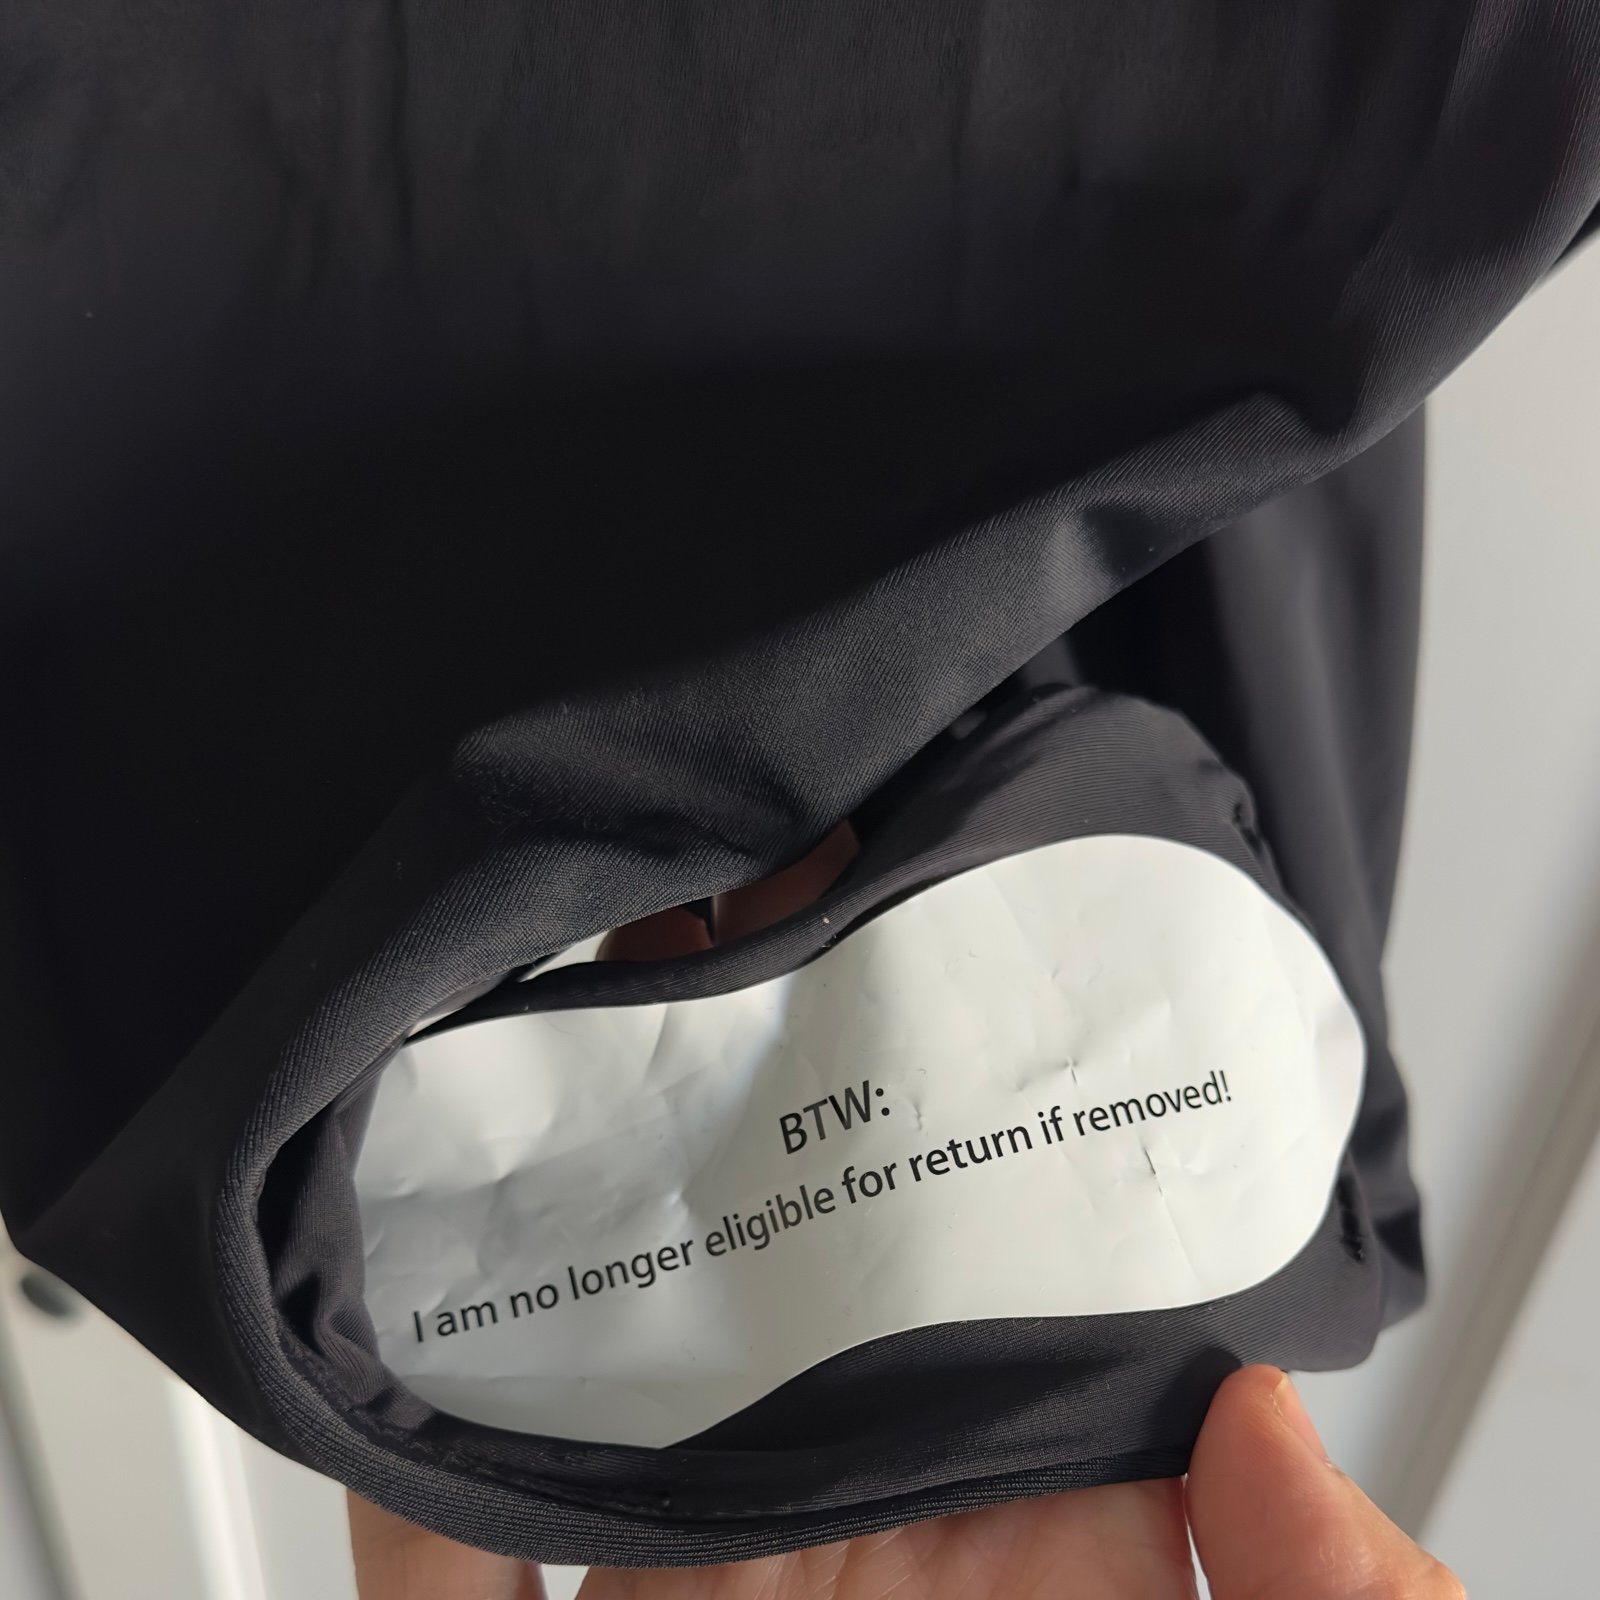 BTW:
I am no longer eligible for return if removed!